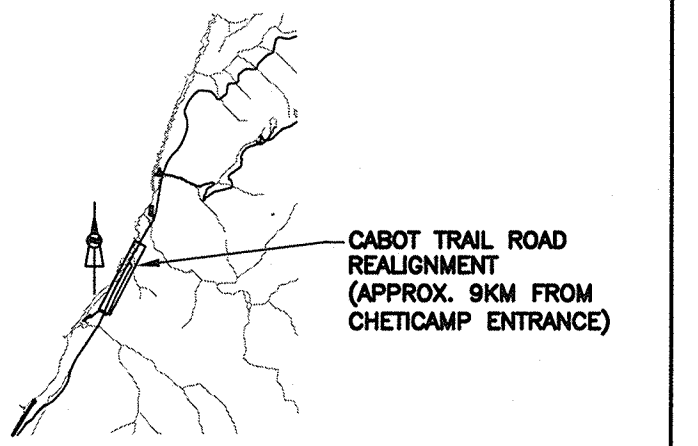 CABOT TRAIL ROAD
REALIGNMENT
(APPROX. 9KM FROM
CHETICAMP ENTRANCE)